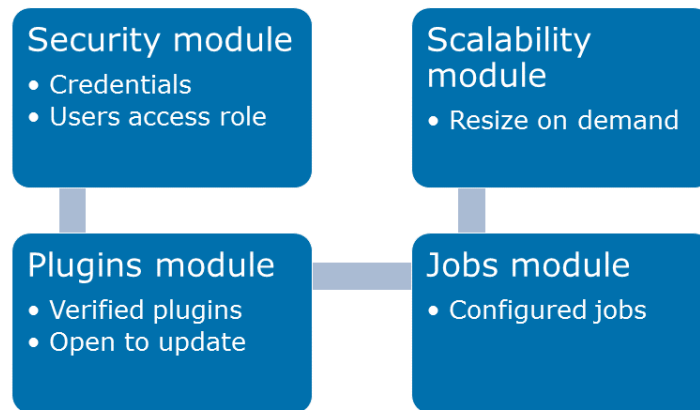 Security module
• Credentials
• Users access role
Scalability
module
• Resize on demand
Plugins module
• Verified plugins
• Open to update
Jobs module
• Configured jobs